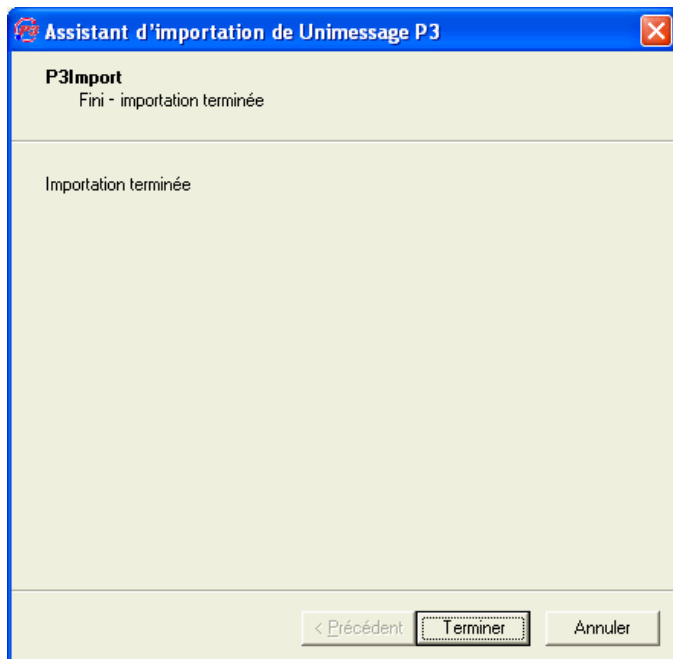 Assistant d'importation de Unimessage P3
P3Import
Fini - importation terminée
Importation terminée
< Précédent
Terminer
Annuler